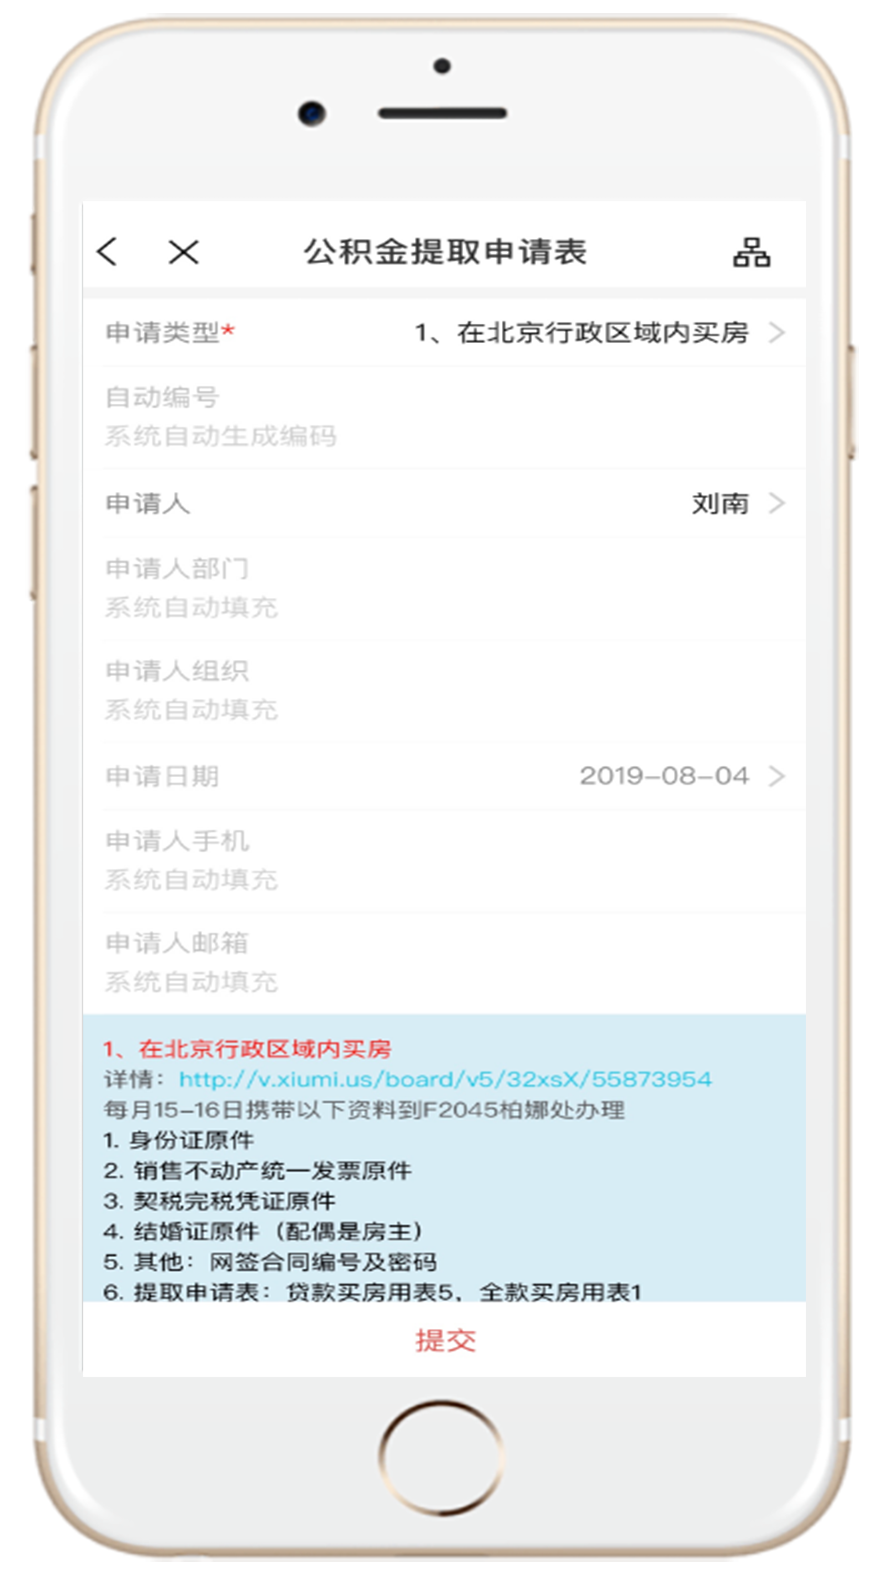 公积金提取申请表
申请类型* 1、在北京行政区域内买房
自动编号
系统自动生成编码
申请人 刘南
申请人部门
系统自动填充
申请人组织
系统自动填充
申请日期 2019-08-04
申请人手机
系统自动填充
申请人邮箱
系统自动填充
1、在北京行政区域内买房
详情：http://v.xiumi.us/board/v5/32xsX/55873954
每月15-16日携带以下资料到F2045柏娜处办理
1. 身份证原件
2. 销售不动产统一发票原件
3. 契税完税凭证原件
4. 结婚证原件（配偶是房主）
5. 其他：网签合同编号及密码
6. 提取申请表：贷款买房用表5，全款买房用表1
提交